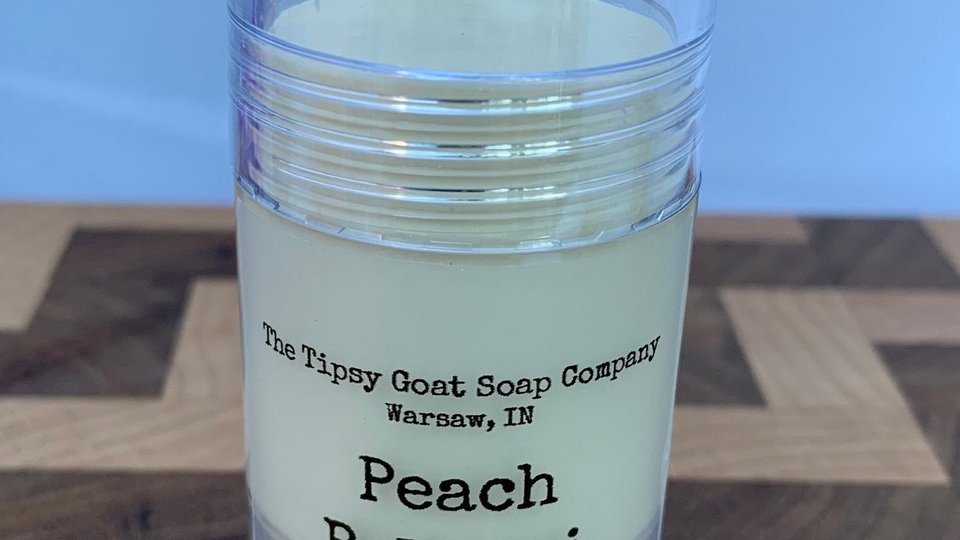 The Tipsy Goat Soap Company
Warsaw, IN
Peach